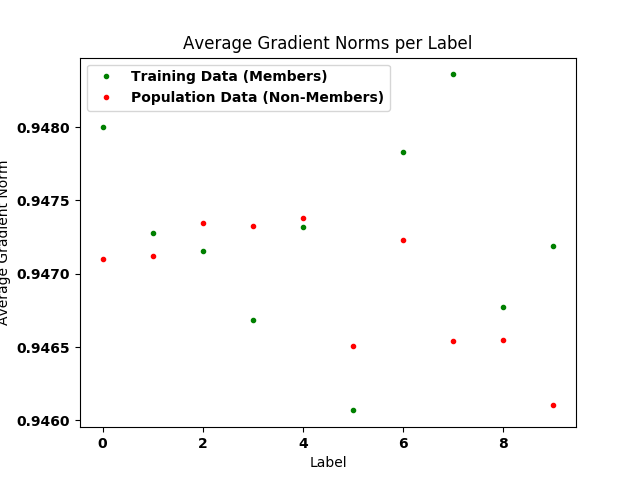 Average Gradient Norms per Label
Training Data (Members)
Population Data (Non-Members)
0.9480
0.9475
0.9470
0.9465
0.9460
Average Gradient Norm
0
2
4
6
8
Label